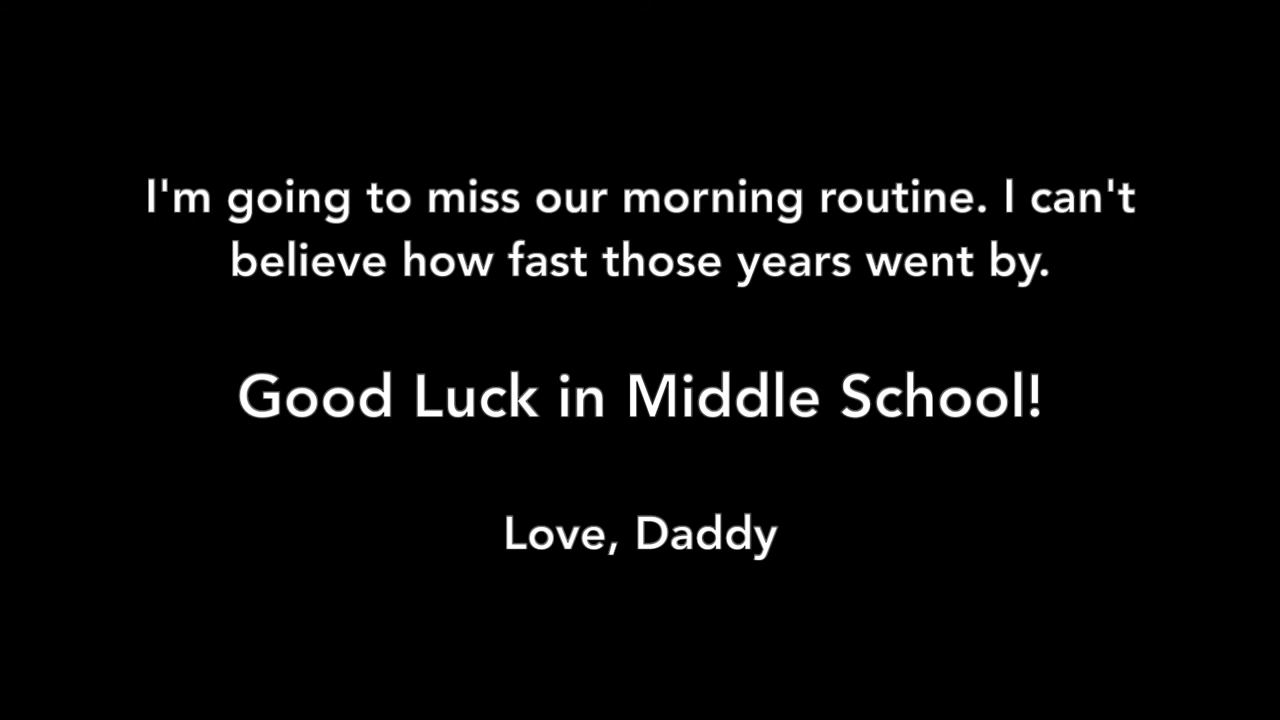 I'm going to miss our morning routine. I can't
believe how fast those years went by.
Good Luck in Middle School!
Love, Daddy